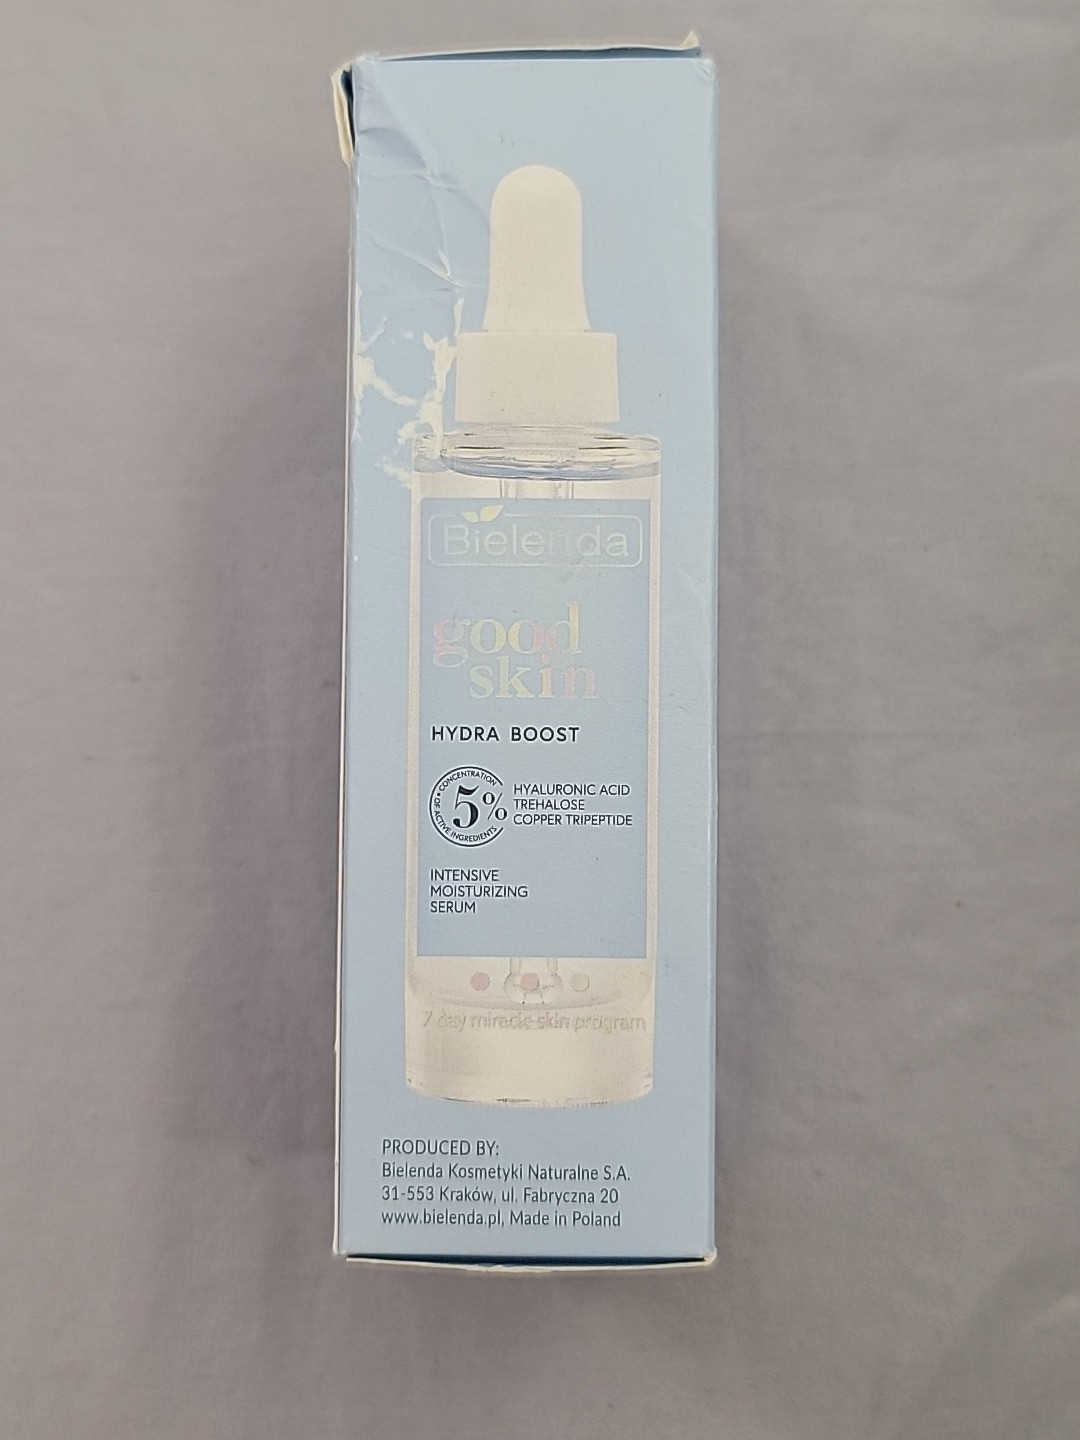 Bielenda
good
skin
HYDRA BOOST
CONCENTRATION
OF ACTIVE INGREDIENTS
5%
HYALURONIC ACID
TREHALOSE
COPPER TRIPEPTIDE
INTENSIVE
MOISTURIZING
SERUM
7 day miracle skin program
PRODUCED BY:
Bielenda Kosmetyki Naturalne S.A.
31-553 Kraków, ul. Fabryczna 20
www.bielenda.pl, Made in Poland